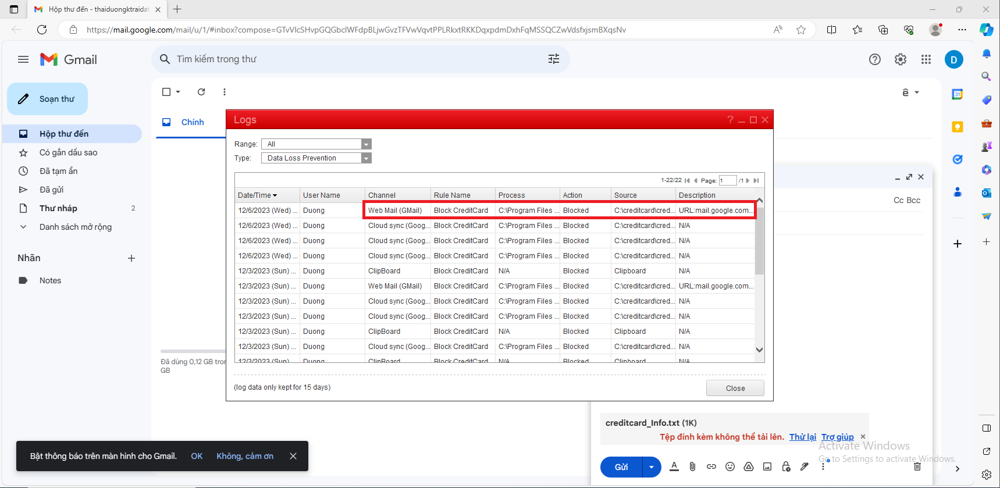 Hộp thư đến - thaiduongktraidat
https://mail.google.com/mail/u/1/#inbox?compose=GTvVlcSHvpGQGbclWFdpBLjwGvzTFVwVqvtPPLRkxtRKKDqxpdmDxhFqMSSQCZwVdsfxjsmBXqsNv
Gmail
Tìm kiếm trong thư
D
Soạn thư
ê
Chính
Hộp thư đến
Có gắn dấu sao
Đã tạm ẩn
Đã gửi
Thư nháp 2
Danh sách mở rộng
Nhãn
Notes
31
Logs
Range: All
Type: Data Loss Prevention
1-22/22 Page: 1 /1
Date/Time User Name Channel Rule Name Process Action Source Description
12/6/2023 (Wed) ... Duong Web Mail (GMail) Block CreditCard C:\Program Files ... Blocked C:\creditcard\cred... URL:mail.google.com...
12/6/2023 (Wed) ... Duong Cloud sync (Goog... Block CreditCard C:\Program Files ... Blocked C:\creditcard\cred... N/A
12/6/2023 (Wed) ... Duong Cloud sync (Goog... Block CreditCard C:\Program Files ... Blocked C:\creditcard\cred... N/A
12/6/2023 (Wed) ... Duong Cloud sync (Goog... Block CreditCard C:\Program Files ... Blocked C:\creditcard\cred... N/A
12/3/2023 (Sun) ... Duong ClipBoard Block CreditCard N/A Blocked Clipboard N/A
12/3/2023 (Sun) ... Duong Web Mail (GMail) Block CreditCard C:\Program Files ... Blocked C:\creditcard\cred... URL:mail.google.com...
12/3/2023 (Sun) ... Duong Cloud sync (Goog... Block CreditCard C:\Program Files ... Blocked C:\creditcard\cred... N/A
12/3/2023 (Sun) ... Duong Cloud sync (Goog... Block CreditCard C:\Program Files ... Blocked C:\creditcard\cred... N/A
12/3/2023 (Sun) ... Duong ClipBoard Block CreditCard N/A Blocked Clipboard N/A
12/3/2023 (Sun) ... Duong Cloud sync (Goog... Block CreditCard C:\Program Files ... Blocked C:\creditcard\cred... N/A
12/3/2023 (Sun) ... Duong ClipBoard Block CreditCard N/A Blocked Clipboard N/A
(log data only kept for 15 days)
Close
Cc Bcc
Đã dùng 0,12 GB tron
GB
creditcard_Info.txt (1K)
Tệp đính kèm không thể tải lên. Thử lại Trợ giúp
Activate Windows
Go to Settings to activate Windows.
Gửi
Bật thông báo trên màn hình cho Gmail. OK Không, cảm ơn